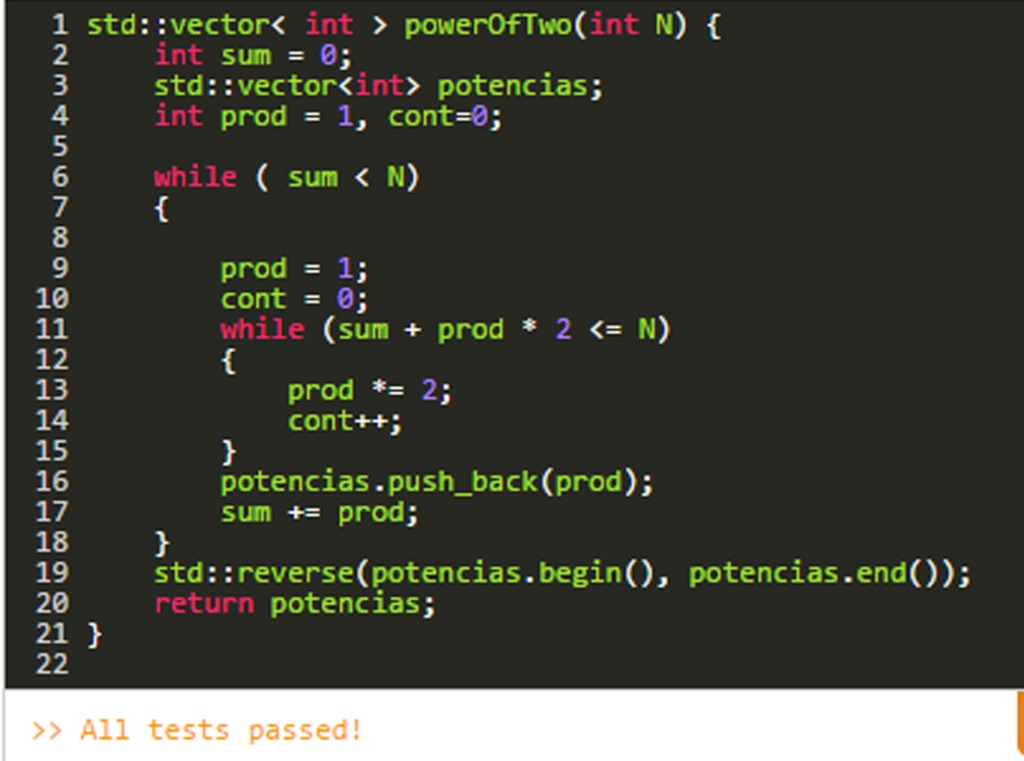 1 std::vector< int > powerOfTwo(int N) {
2 int sum = 0;
3 std::vector<int> potencias;
4 int prod = 1, cont=0;
5
6 while ( sum < N)
7 {
8
9 prod = 1;
10 cont = 0;
11 while (sum + prod * 2 <= N)
12 {
13 prod *= 2;
14 cont++;
15 }
16 potencias.push_back(prod);
17 sum += prod;
18 }
19 std::reverse(potencias.begin(), potencias.end());
20 return potencias;
21 }
22
>> All tests passed!